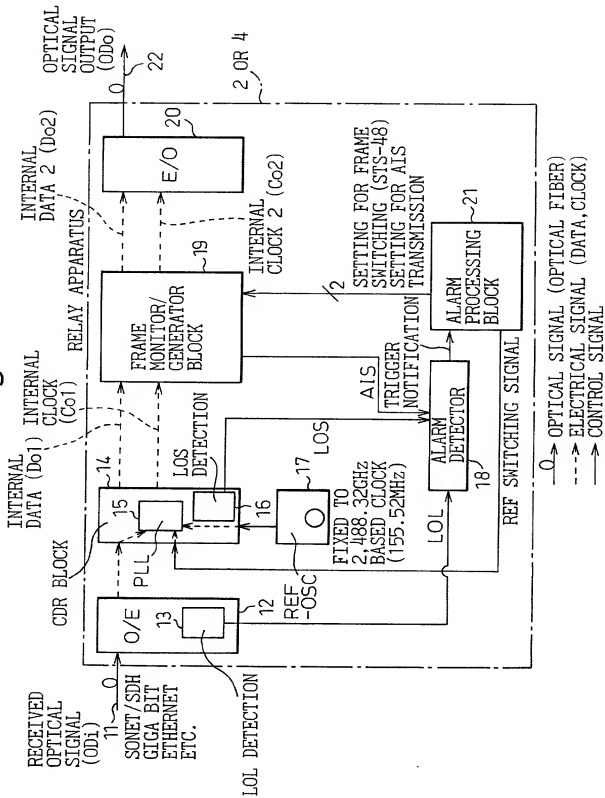 RECEIVED
OPTICAL
SIGNAL
(ODi)
11
O
SONET/SDH
GIGA BIT
ETHERNET
ETC.
LOL DETECTION
O/E
13
12
CDR BLOCK
PLL
15
14
INTERNAL
DATA (Do1)
INTERNAL
CLOCK
(Co1)
LOS
DETECTION
16
REF
-OSC
17
FIXED TO
2,488.32GHz
BASED CLOCK
(155.52MHz)
RELAY APPARATUS
FRAME
MONITOR/
GENERATOR
BLOCK
19
INTERNAL
DATA 2 (Do2)
INTERNAL
CLOCK 2 (Co2)
E/O
20
OPTICAL
SIGNAL
OUTPUT
(ODo)
O
22
2 OR 4
LOS
AIS
TRIGGER
NOTIFICATION
2
SETTING FOR FRAME
SWITCHING (STS-48)
SETTING FOR AIS
TRANSMISSION
LOL
ALARM
DETECTOR
18
ALARM
PROCESSING
BLOCK
21
REF SWITCHING SIGNAL
O OPTICAL SIGNAL (OPTICAL FIBER)
ELECTRICAL SIGNAL (DATA,CLOCK)
CONTROL SIGNAL